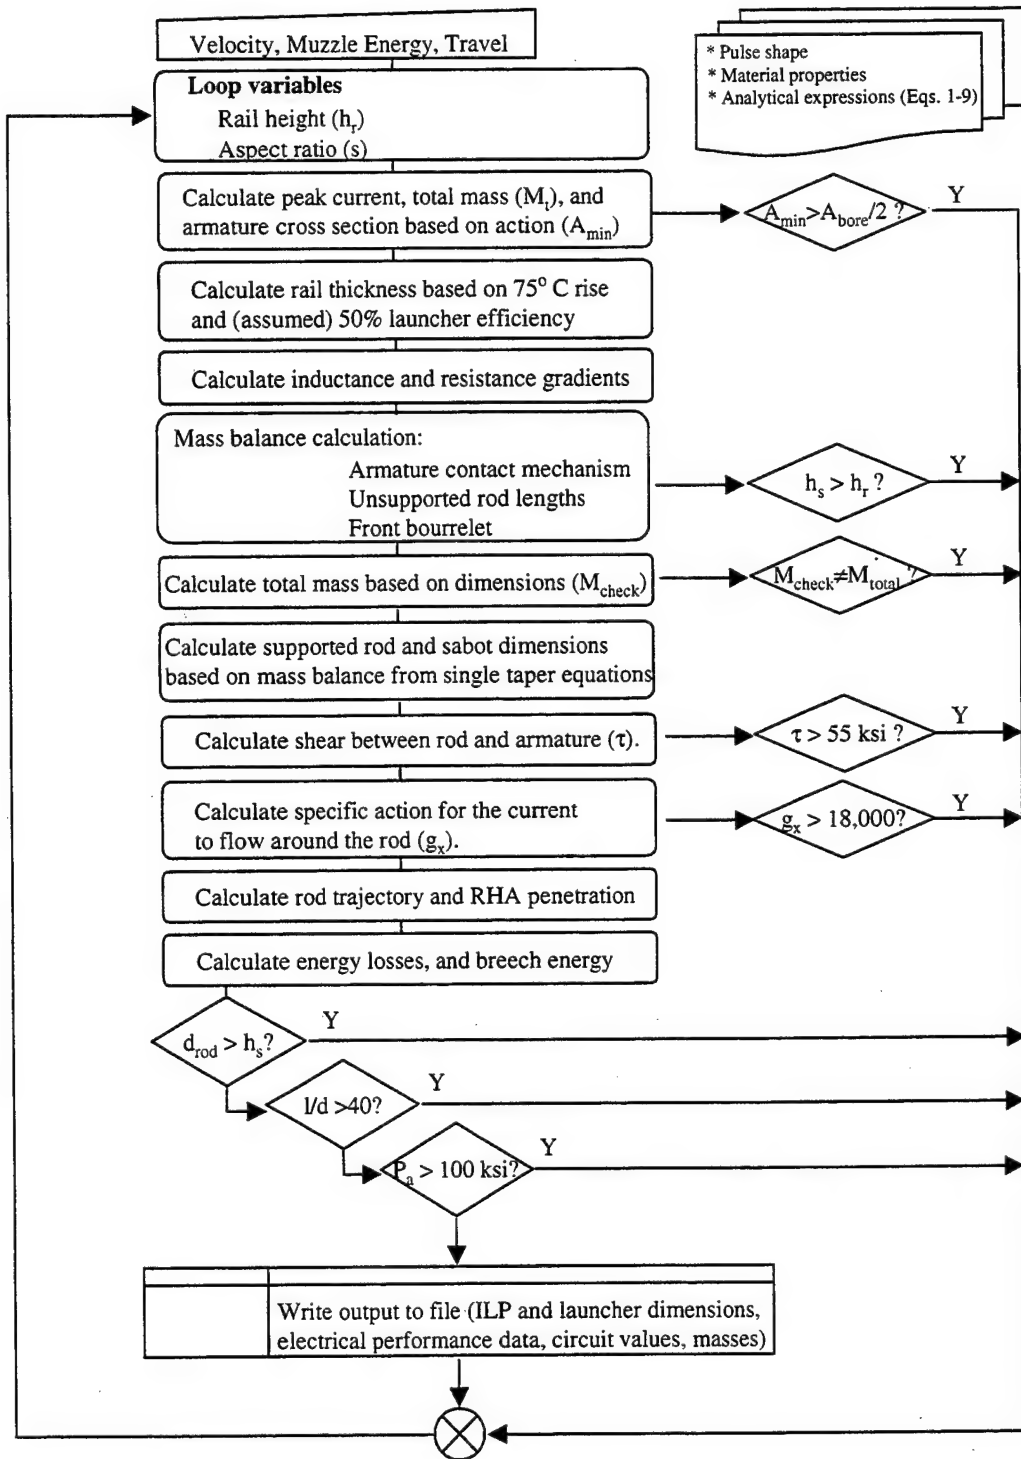 Velocity, Muzzle Energy, Travel
* Pulse shape
* Material properties
* Analytical expressions (Eqs. 1-9)
Loop variables
Rail height (hr)
Aspect ratio (s)
Calculate peak current, total mass (Mt), and
armature cross section based on action (Amin)
Amin>Abore/2 ?
Y
Calculate rail thickness based on 75° C rise
and (assumed) 50% launcher efficiency
Calculate inductance and resistance gradients
Mass balance calculation:
Armature contact mechanism
Unsupported rod lengths
Front bourrelet
hs > hr ?
Y
Calculate total mass based on dimensions (Mcheck)
Mcheck≠Mtotal ?
Y
Calculate supported rod and sabot dimensions
based on mass balance from single taper equations
Calculate shear between rod and armature (τ).
τ > 55 ksi ?
Y
Calculate specific action for the current
to flow around the rod (gx).
gx > 18,000?
Y
Calculate rod trajectory and RHA penetration
Calculate energy losses, and breech energy
drod > hs?
Y
l/d >40?
Y
Pa > 100 ksi?
Y
Write output to file (ILP and launcher dimensions,
electrical performance data, circuit values, masses)